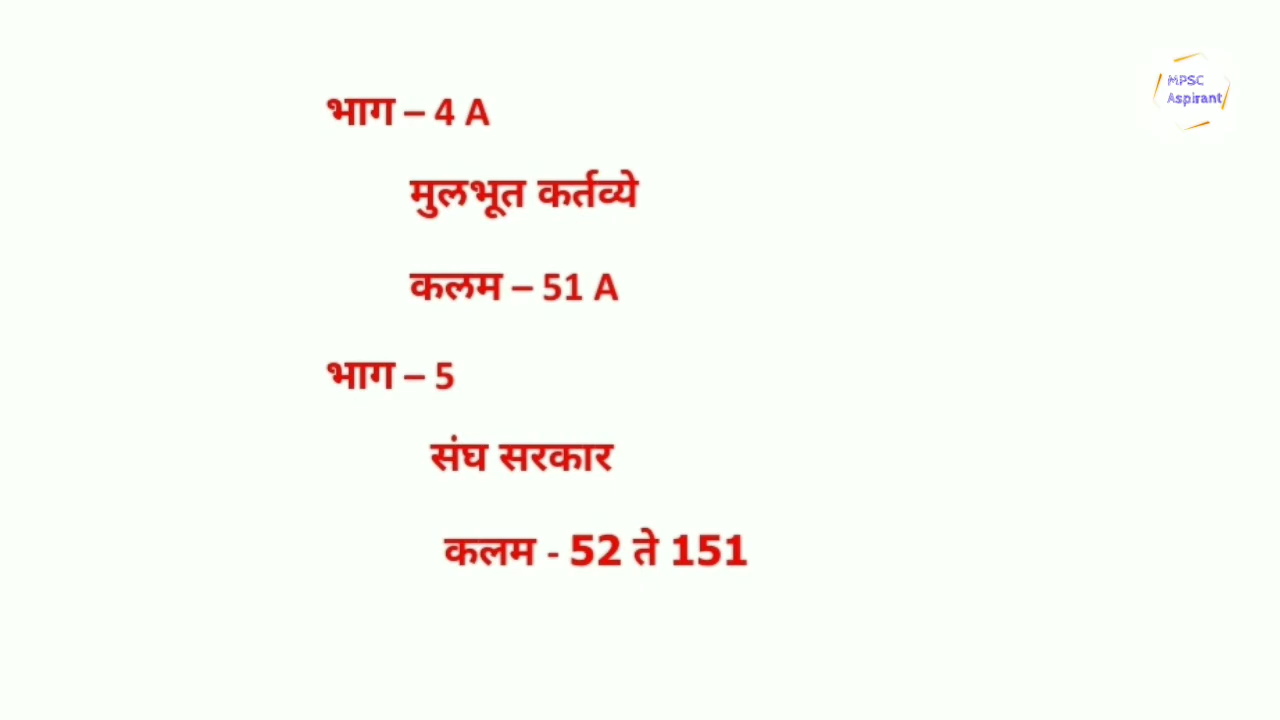 MPSC
Aspirant
भाग – 4 A
मुलभूत कर्तव्ये
कलम – 51 A
भाग – 5
संघ सरकार
कलम - 52 ते 151